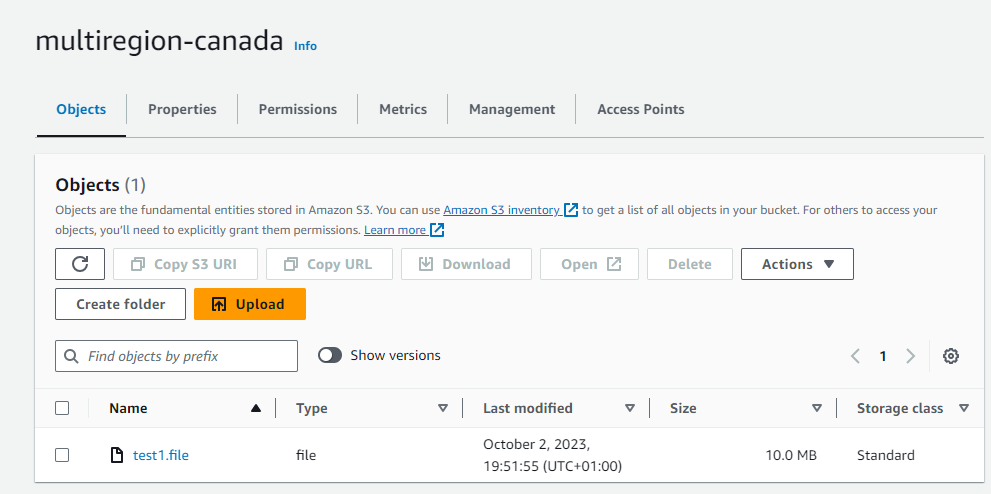 multiregion-canada Info
Objects Properties Permissions Metrics Management Access Points
Objects (1)
Objects are the fundamental entities stored in Amazon S3. You can use Amazon S3 inventory to get a list of all objects in your bucket. For others to access your
objects, you'll need to explicitly grant them permissions. Learn more
Copy S3 URI Copy URL Download Open Delete Actions
Create folder Upload
Find objects by prefix Show versions 1
Name Type Last modified Size Storage class
test1.file file October 2, 2023, 10.0 MB Standard
19:51:55 (UTC+01:00)